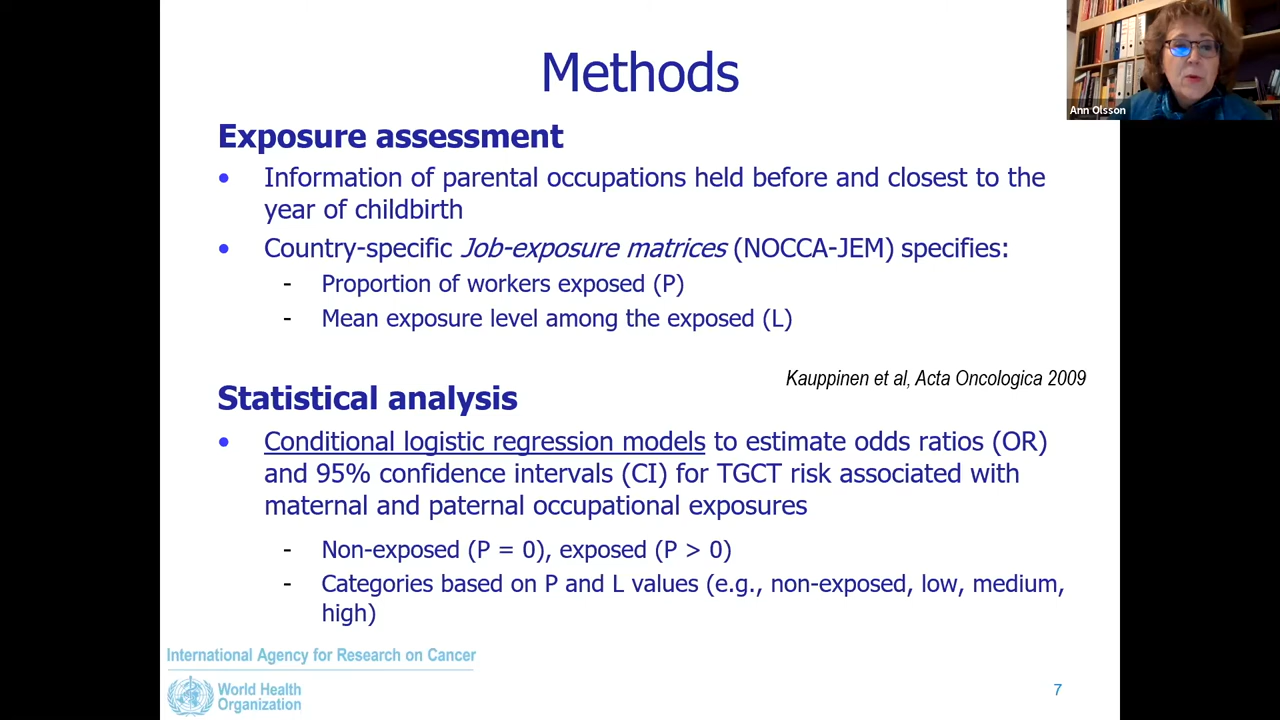 Methods
Ann Olsson
Exposure assessment
• Information of parental occupations held before and closest to the
year of childbirth
• Country-specific Job-exposure matrices (NOCCA-JEM) specifies:
- Proportion of workers exposed (P)
- Mean exposure level among the exposed (L)
Kauppinen et al, Acta Oncologica 2009
Statistical analysis
• Conditional logistic regression models to estimate odds ratios (OR)
and 95% confidence intervals (CI) for TGCT risk associated with
maternal and paternal occupational exposures
- Non-exposed (P = 0), exposed (P > 0)
- Categories based on P and L values (e.g., non-exposed, low, medium,
high)
International Agency for Research on Cancer
World Health
Organization
7